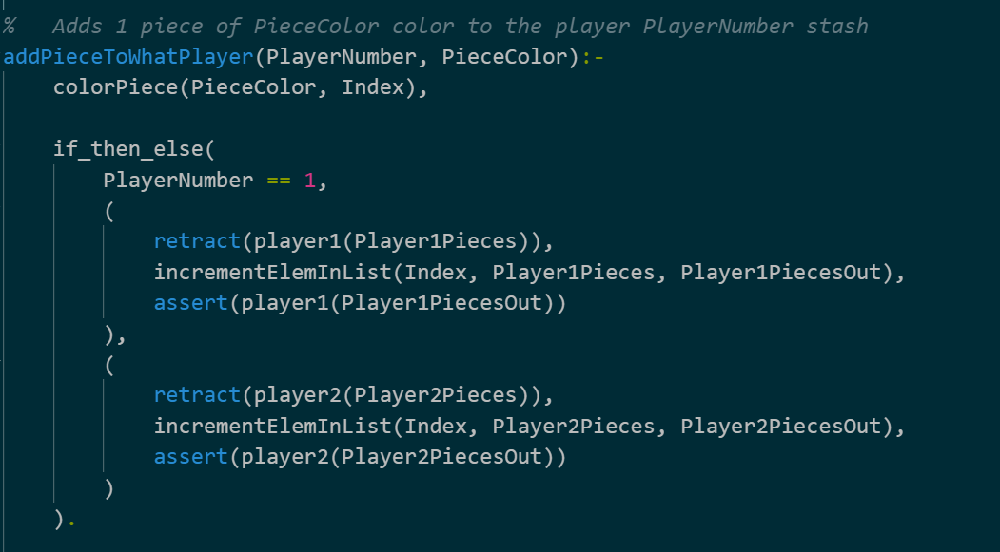 %   Adds 1 piece of PieceColor color to the player PlayerNumber stash
addPieceToWhatPlayer(PlayerNumber, PieceColor):-
    colorPiece(PieceColor, Index),

    if_then_else(
        PlayerNumber == 1,
        (
            retract(player1(Player1Pieces)),
            incrementElemInList(Index, Player1Pieces, Player1PiecesOut),
            assert(player1(Player1PiecesOut))
        ),
        (
            retract(player2(Player2Pieces)),
            incrementElemInList(Index, Player2Pieces, Player2PiecesOut),
            assert(player2(Player2PiecesOut))
        )
    ).